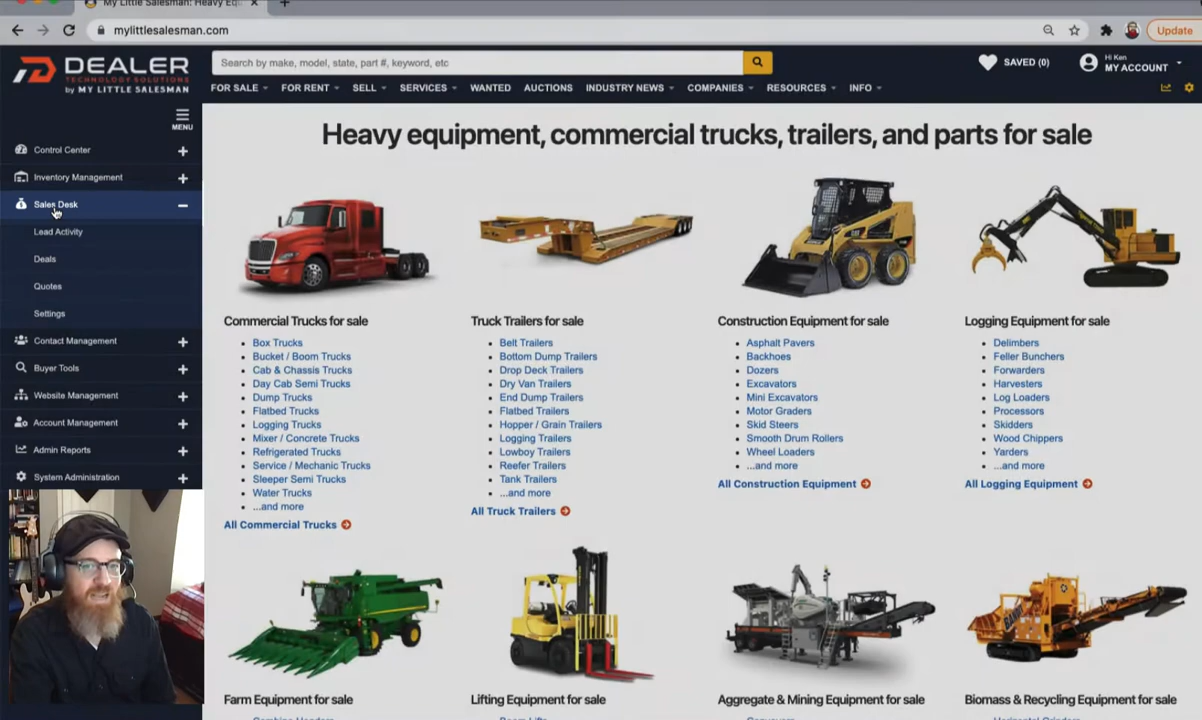 My Little Salesman: Heavy Equ
mylittlesalesman.com
Update
DEALER
TECHNOLOGY SOLUTIONS
by MY LITTLE SALESMAN
Search by make, model, state, part #, keyword, etc
SAVED (0)
Hi Ken
MY ACCOUNT
FOR SALE
FOR RENT
SELL
SERVICES
WANTED
AUCTIONS
INDUSTRY NEWS
COMPANIES
RESOURCES
INFO
MENU
Control Center
Inventory Management
Sales Desk
Lead Activity
Deals
Quotes
Settings
Contact Management
Buyer Tools
Website Management
Account Management
Admin Reports
System Administration
Heavy equipment, commercial trucks, trailers, and parts for sale
Commercial Trucks for sale
Box Trucks
Bucket / Boom Trucks
Cab & Chassis Trucks
Day Cab Semi Trucks
Dump Trucks
Flatbed Trucks
Logging Trucks
Mixer / Concrete Trucks
Refrigerated Trucks
Service / Mechanic Trucks
Sleeper Semi Trucks
Water Trucks
...and more
All Commercial Trucks
Truck Trailers for sale
Belt Trailers
Bottom Dump Trailers
Drop Deck Trailers
Dry Van Trailers
End Dump Trailers
Flatbed Trailers
Hopper / Grain Trailers
Logging Trailers
Lowboy Trailers
Reefer Trailers
Tank Trailers
...and more
All Truck Trailers
Construction Equipment for sale
Asphalt Pavers
Backhoes
Dozers
Excavators
Mini Excavators
Motor Graders
Skid Steers
Smooth Drum Rollers
Wheel Loaders
...and more
All Construction Equipment
Logging Equipment for sale
Delimbers
Feller Bunchers
Forwarders
Harvesters
Log Loaders
Processors
Skidders
Wood Chippers
Yarders
...and more
All Logging Equipment
Farm Equipment for sale
Lifting Equipment for sale
Aggregate & Mining Equipment for sale
Biomass & Recycling Equipment for sale